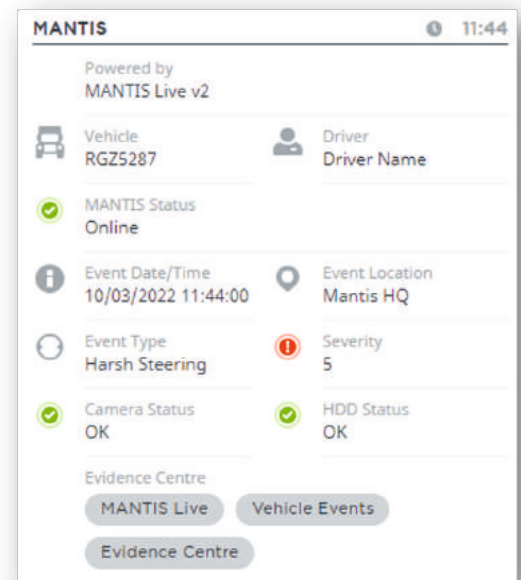 MANTIS 11:44
Powered by
MANTIS Live v2
Vehicle Driver
RGZ5287 Driver Name
MANTIS Status
Online
Event Date/Time Event Location
10/03/2022 11:44:00 Mantis HQ
Event Type Severity
Harsh Steering 5
Camera Status HDD Status
OK OK
Evidence Centre
MANTIS Live Vehicle Events
Evidence Centre